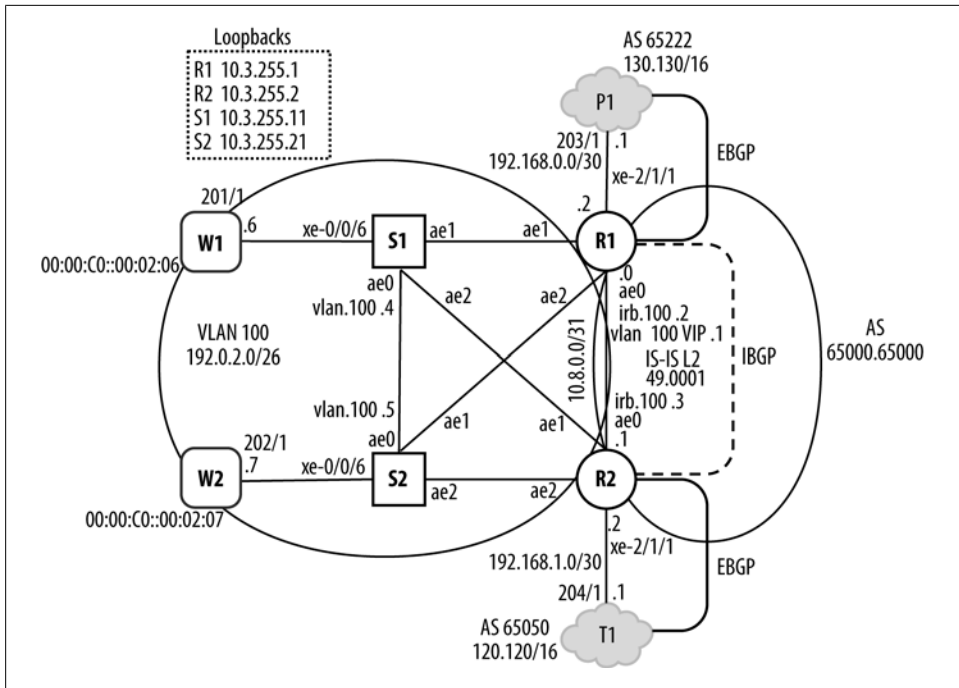 Loopbacks
R1 10.3.255.1
R2 10.3.255.2
S1 10.3.255.11
S2 10.3.255.21
AS 65222
130.130/16
P1
203/1
.1
192.168.0.0/30
EBGP
xe-2/1/1
201/1
.2
.6
xe-0/0/6
W1
S1
ae1
ae1
R1
00:00:C0::00:02:06
ae0
ae2
ae2
.0
ae0
vlan.100 .4
irb.100 .2
vlan 100 VIP .1
VLAN 100
192.0.2.0/26
10.8.0.0/31
IS-IS L2
49.0001
IBGP
AS
65000.65000
vlan.100 .5
irb.100 .3
ae0
ae1
ae1
ae0
.1
202/1
.7
xe-0/0/6
W2
S2
ae2
ae2
R2
00:00:C0::00:02:07
.2
xe-2/1/1
192.168.1.0/30
EBGP
204/1
.1
AS 65050
120.120/16
T1